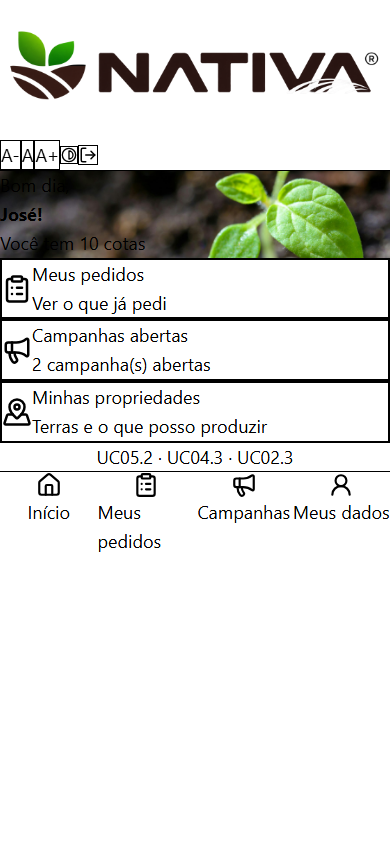 NATIVA®
A- A A+
Bom dia
José!
Você tem 10 cotas
Meus pedidos
Ver o que já pedi
Campanhas abertas
2 campanha(s) abertas
Minhas propriedades
Terras e o que posso produzir
UC05.2 · UC04.3 · UC02.3
Início
Meus
pedidos
Campanhas
Meus dados